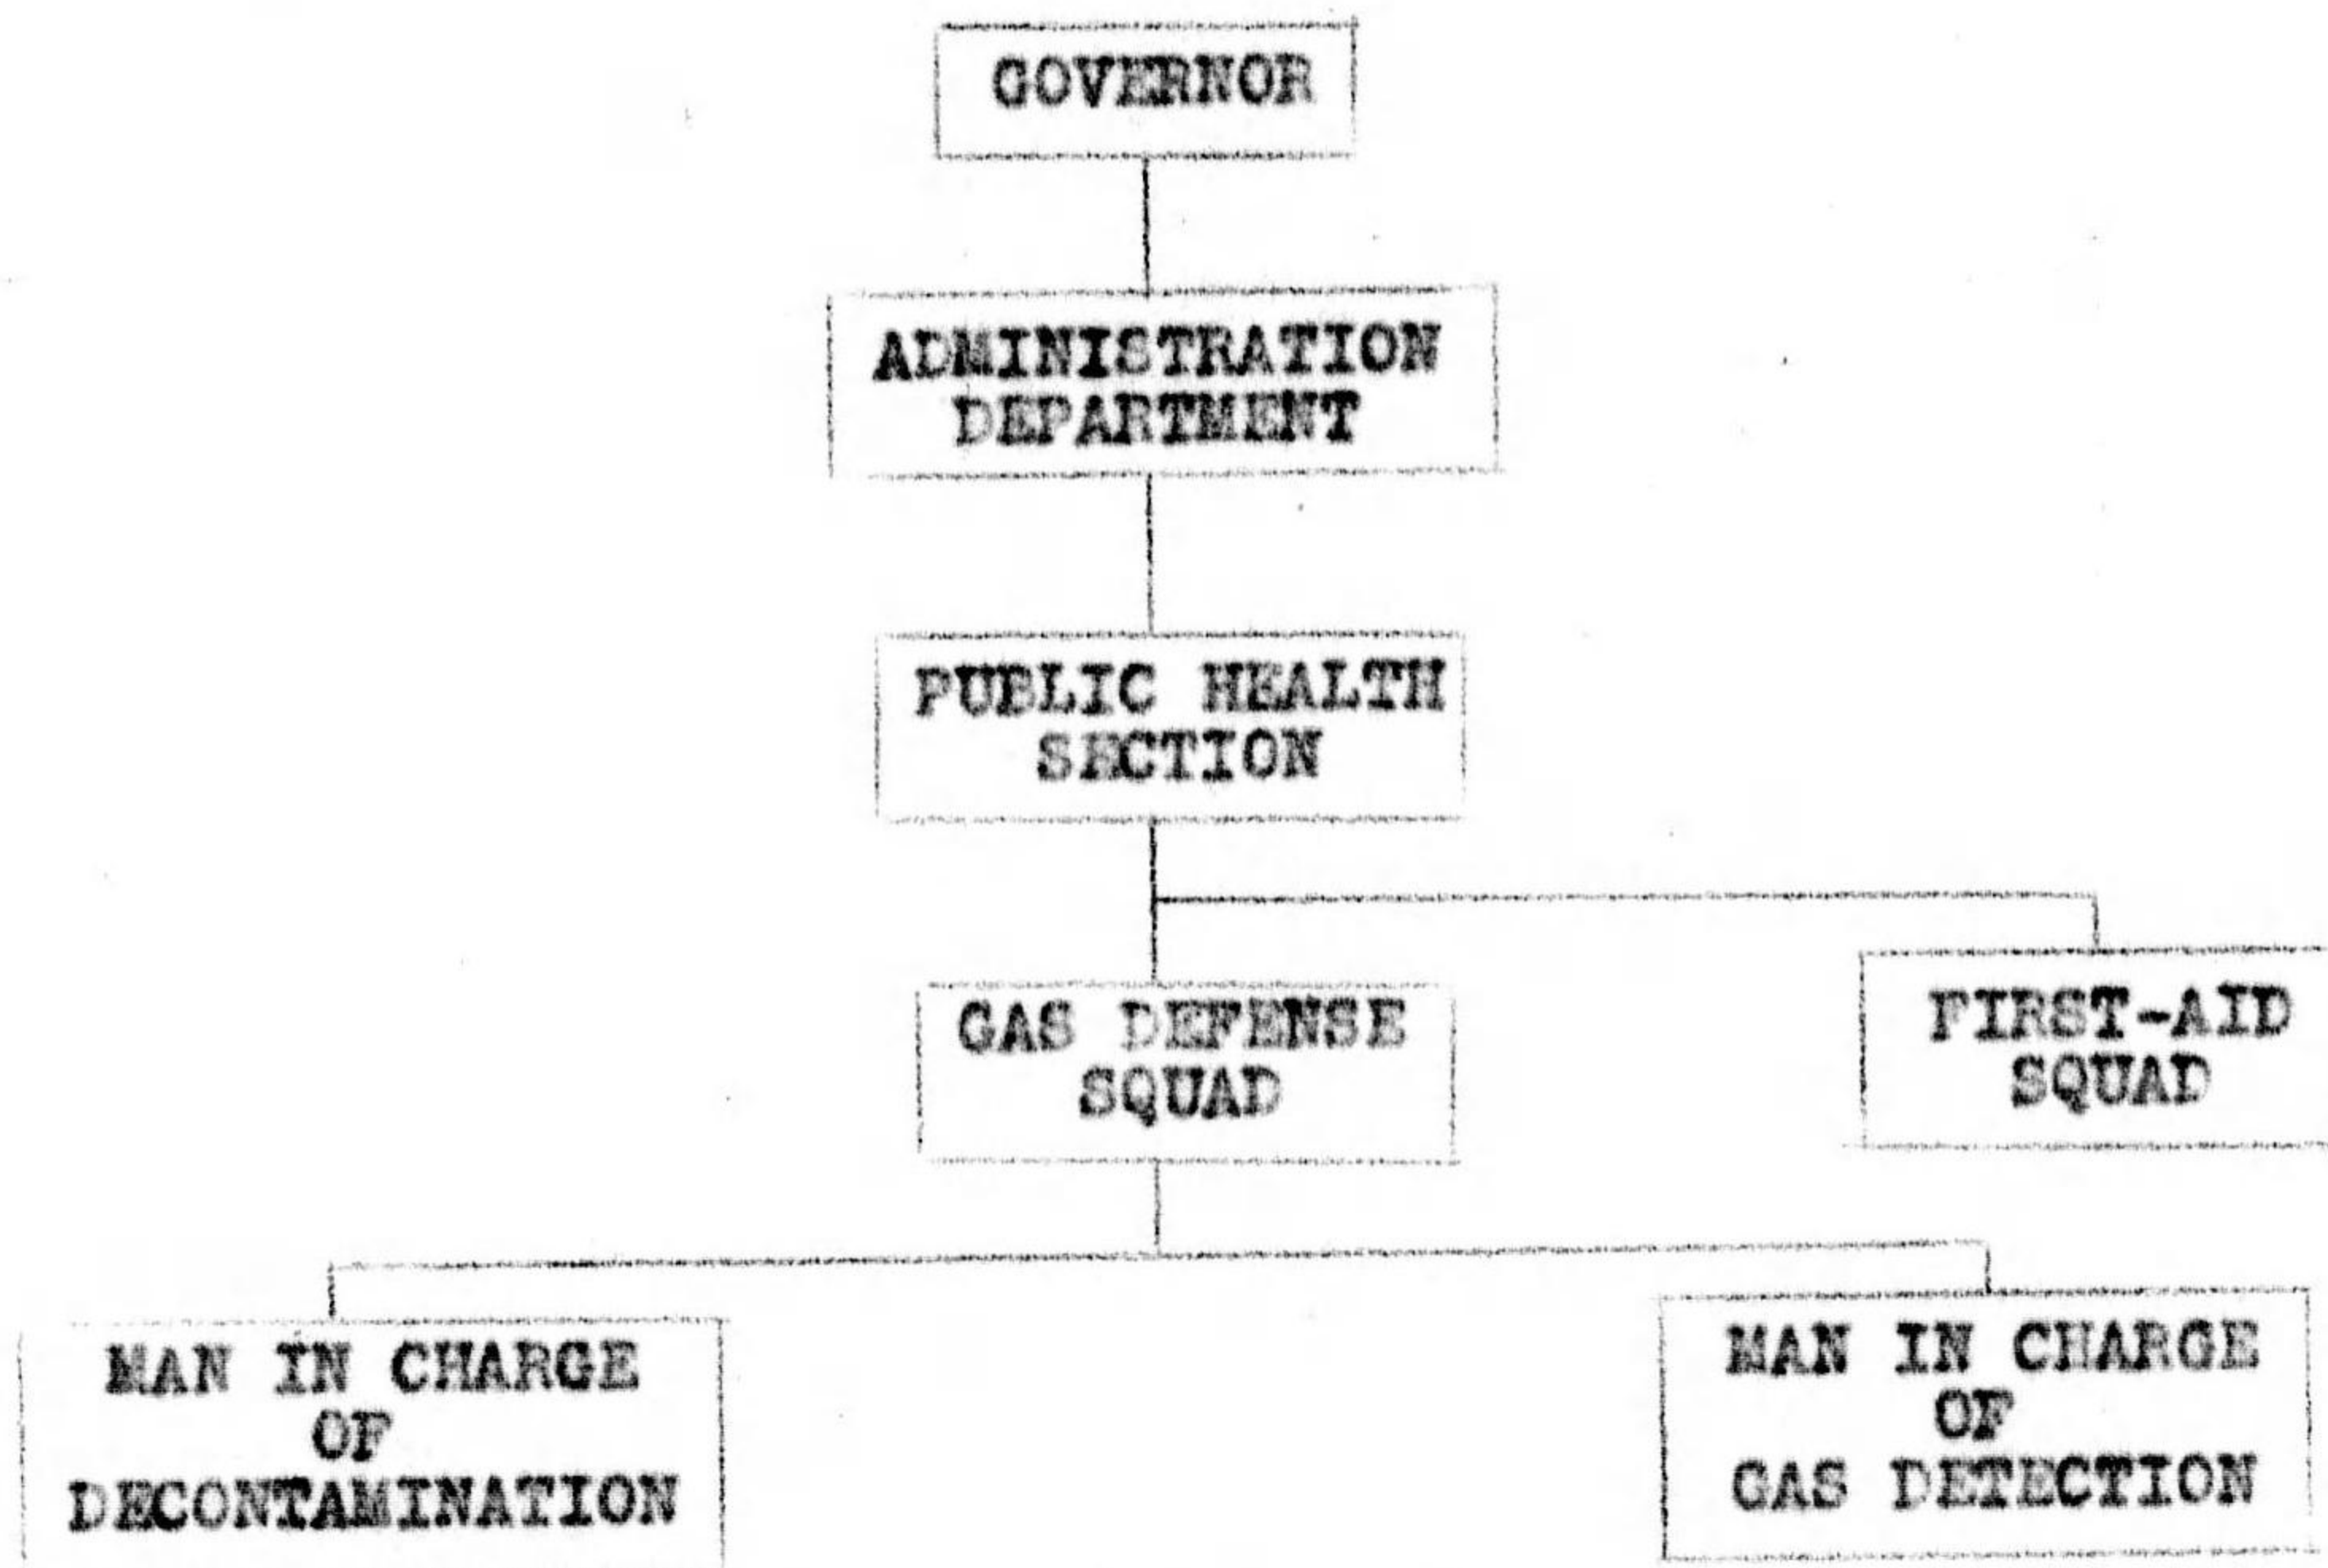 GOVERNOR
ADMINISTRATION
DEPARTMENT
PUBLIC HEALTH
SECTION
GAS DEFENSE
SQUAD
FIRST-AID
SQUAD
MAN IN CHARGE
OF
DECONTAMINATION
MAN IN CHARGE
OF
GAS DETECTION